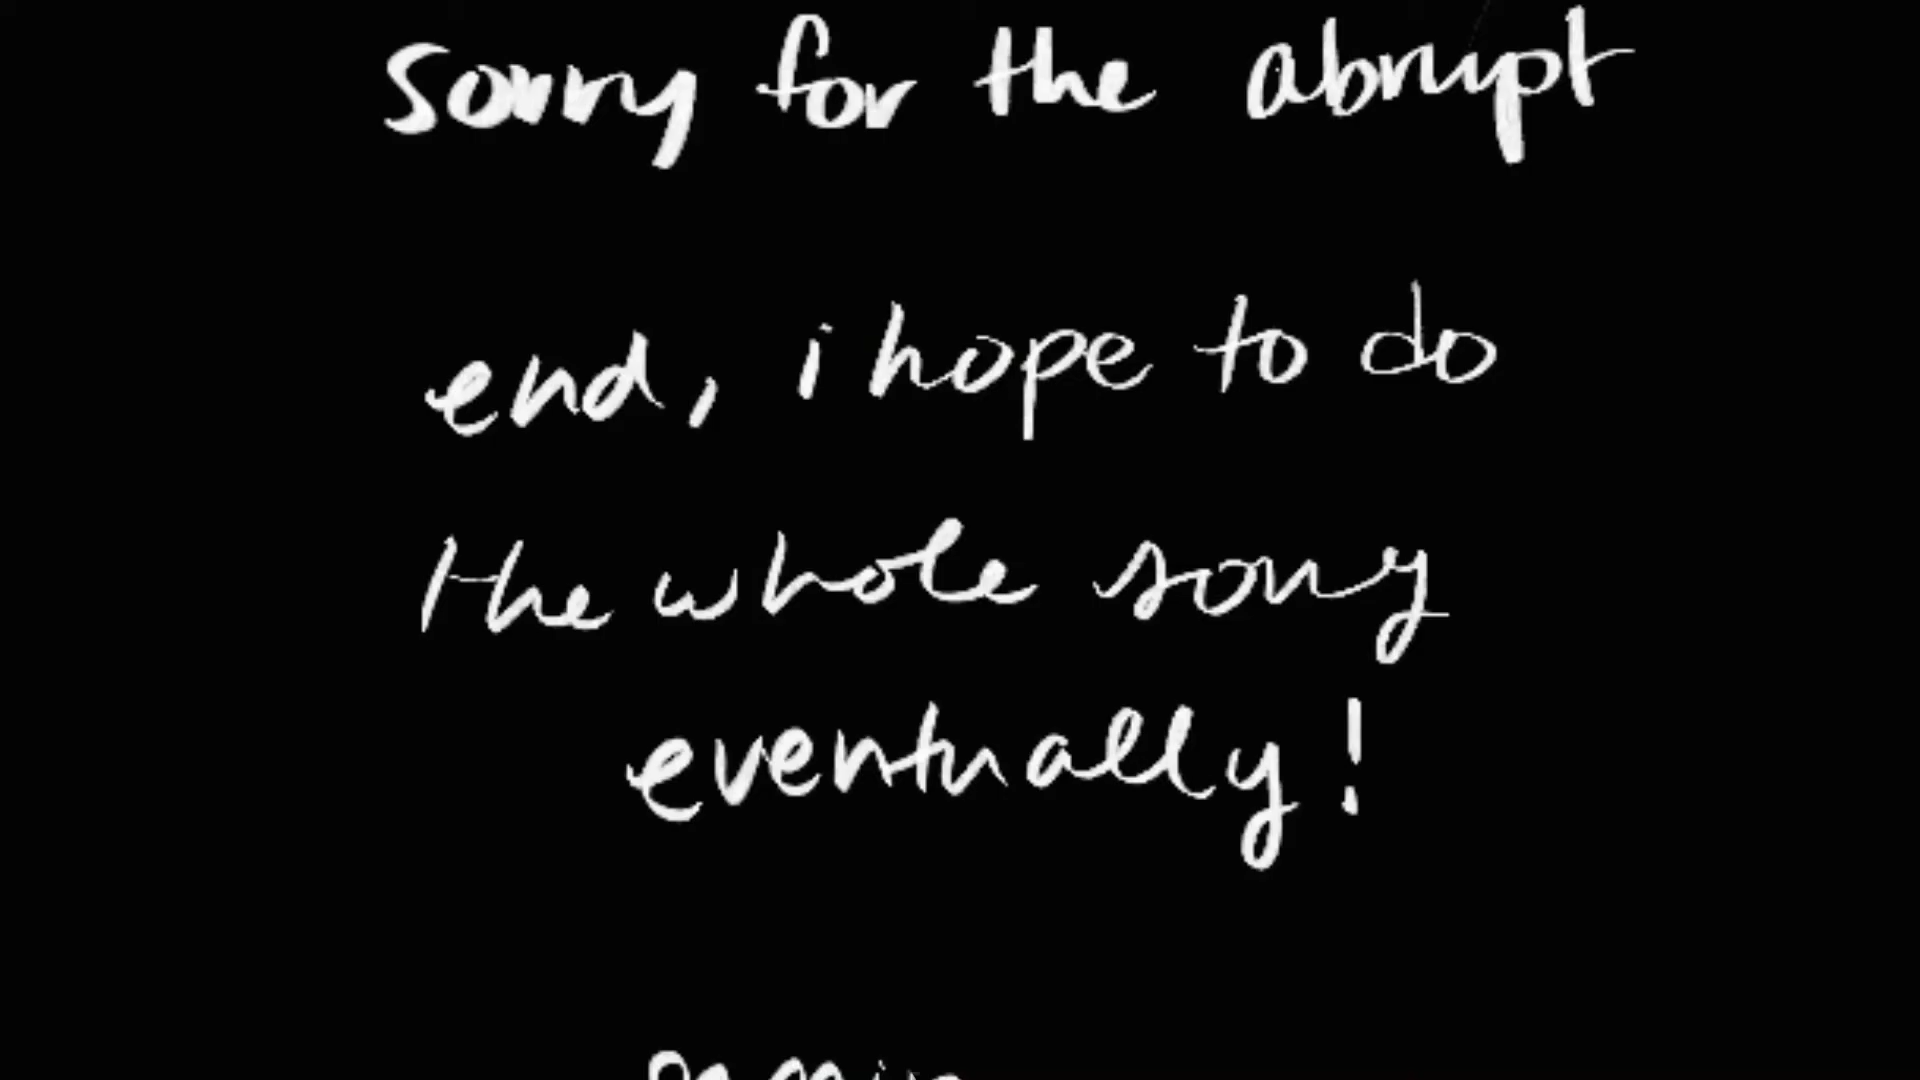 sorry for the abrupt
end, i hope to do
the whole song
eventually!